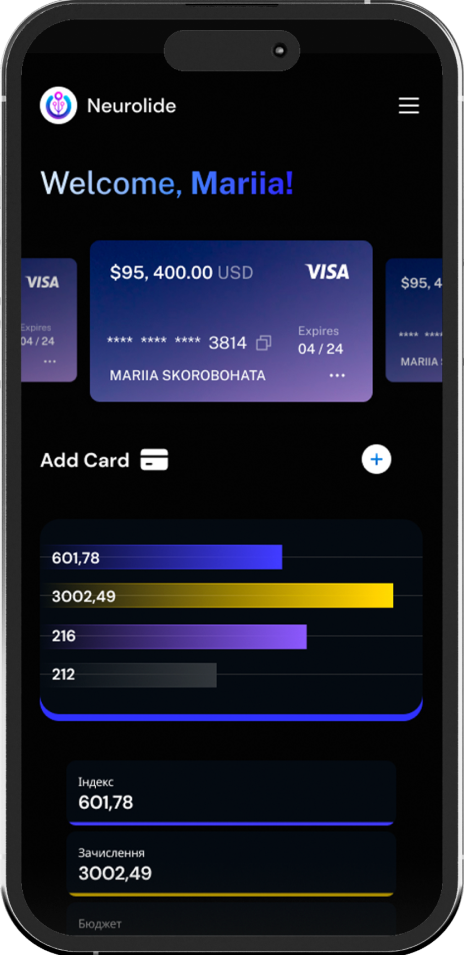 Neurolide
Welcome, Mariia!
VISA
Expires
04 / 24
$95, 400.00 USD
VISA
**** **** **** 3814
Expires
04 / 24
MARIIA SKOROBOHATA
$95, 4
**** ****
MARIIA
Add Card
601,78
3002,49
216
212
Індекс
601,78
Зачислення
3002,49
Бюджет